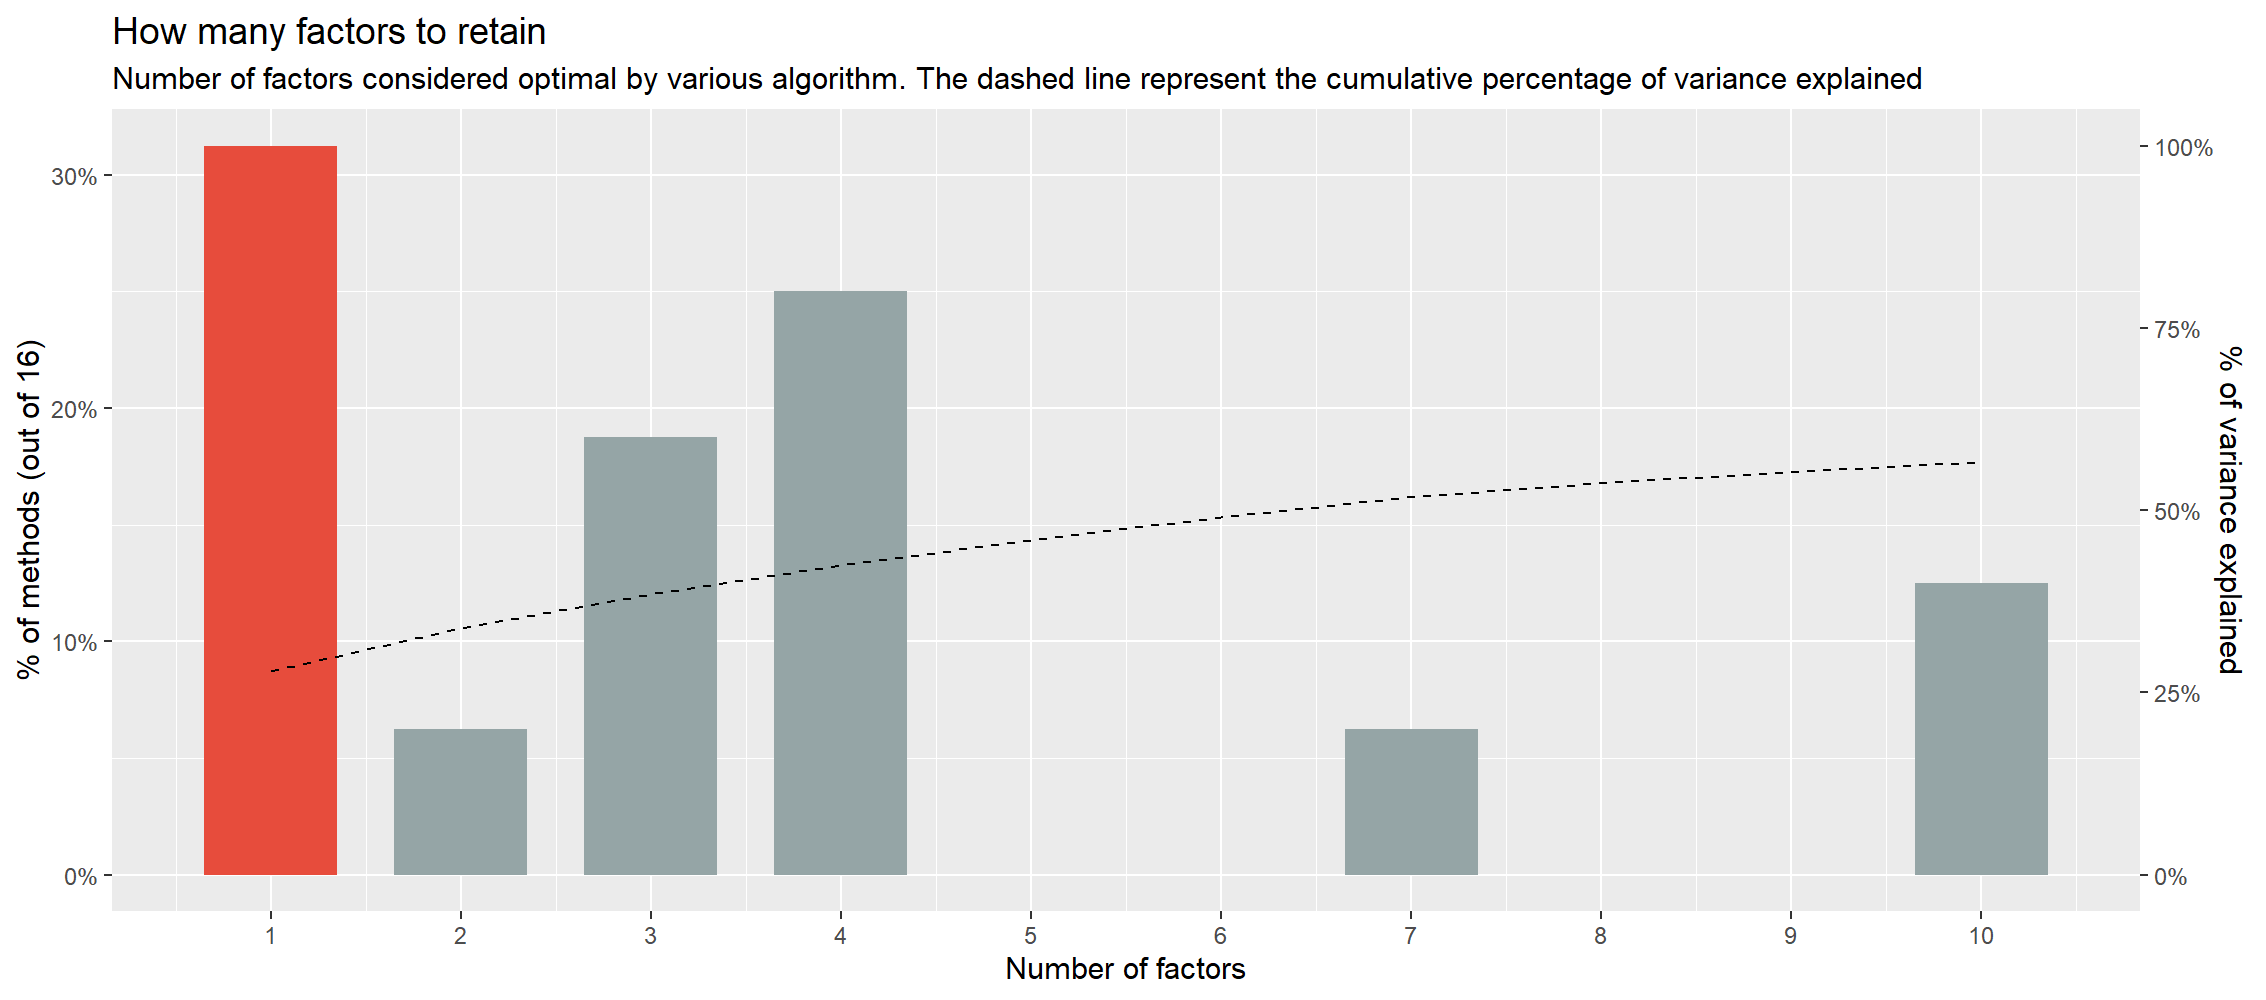 How many factors to retain
Number of factors considered optimal by various algorithm. The dashed line represent the cumulative percentage of variance explained
% of methods (out of 16)
30%
20%
10%
0%
100%
75%
50%
25%
0%
% of variance explained
1 2 3 4 5 6 7 8 9 10
Number of factors